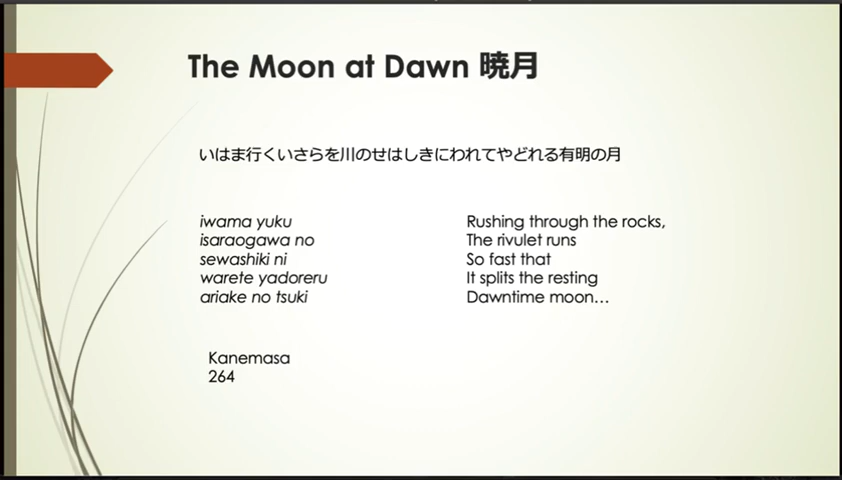 The Moon at Dawn 暁月
いはま行くいさらを川のせはしきにわれてやどれる有明の月
iwama yuku
isaraogawa no
sewashiki ni
warete yadoreru
ariake no tsuki
Rushing through the rocks,
The rivulet runs
So fast that
It splits the resting
Dawntime moon…
Kanemasa
264